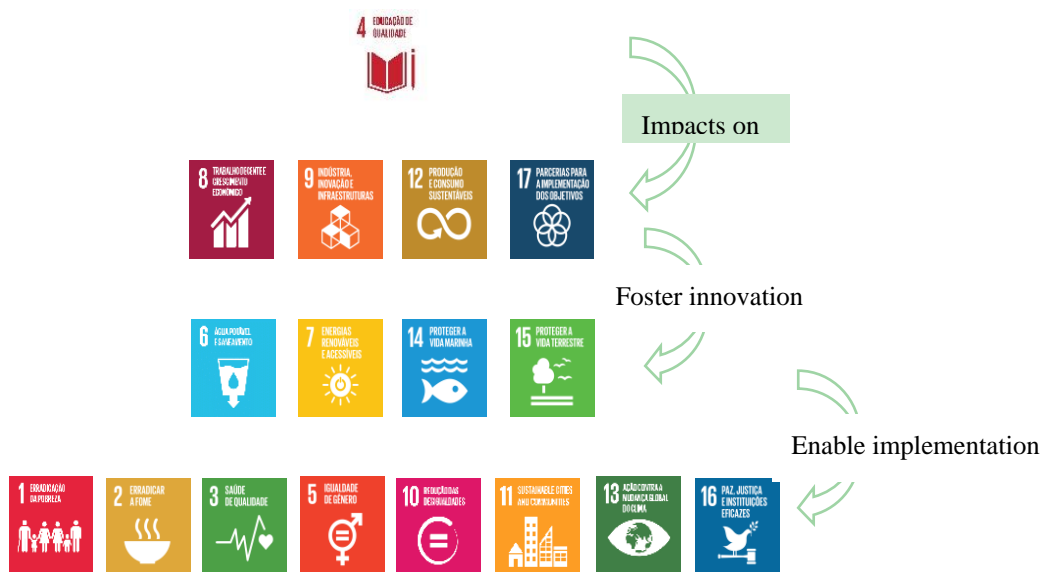 4 EDUCAÇÃO DE
QUALIDADE
Impacts on
8 TRABALHO DECENTE E
CRESCIMENTO
ECONÓMICO
9 INDÚSTRIA,
INOVAÇÃO E
INFRAESTRUTURAS
12 PRODUÇÃO
E CONSUMO
SUSTENTÁVEIS
17 PARCERIAS PARA
A IMPLEMENTAÇÃO
DOS OBJETIVOS
Foster innovation
6 ÁGUA POTÁVEL
E SANEAMENTO
7 ENERGIAS
RENOVÁVEIS
E ACESSÍVEIS
14 PROTEGER A
VIDA MARINHA
15 PROTEGER A
VIDA TERRESTRE
Enable implementation
1 ERRADICAÇÃO
DA POBREZA
2 ERRADICAR
A FOME
3 SAÚDE
DE QUALIDADE
5 IGUALDADE
DE GÉNERO
10 REDUÇÃO DAS
DESIGUALDADES
11 SUSTAINABLE CITIES
AND COMMUNITIES
13 AÇÃO CONTRA A
MUDANÇA GLOBAL
DO CLIMA
16 PAZ, JUSTIÇA
E INSTITUIÇÕES
EFICAZES